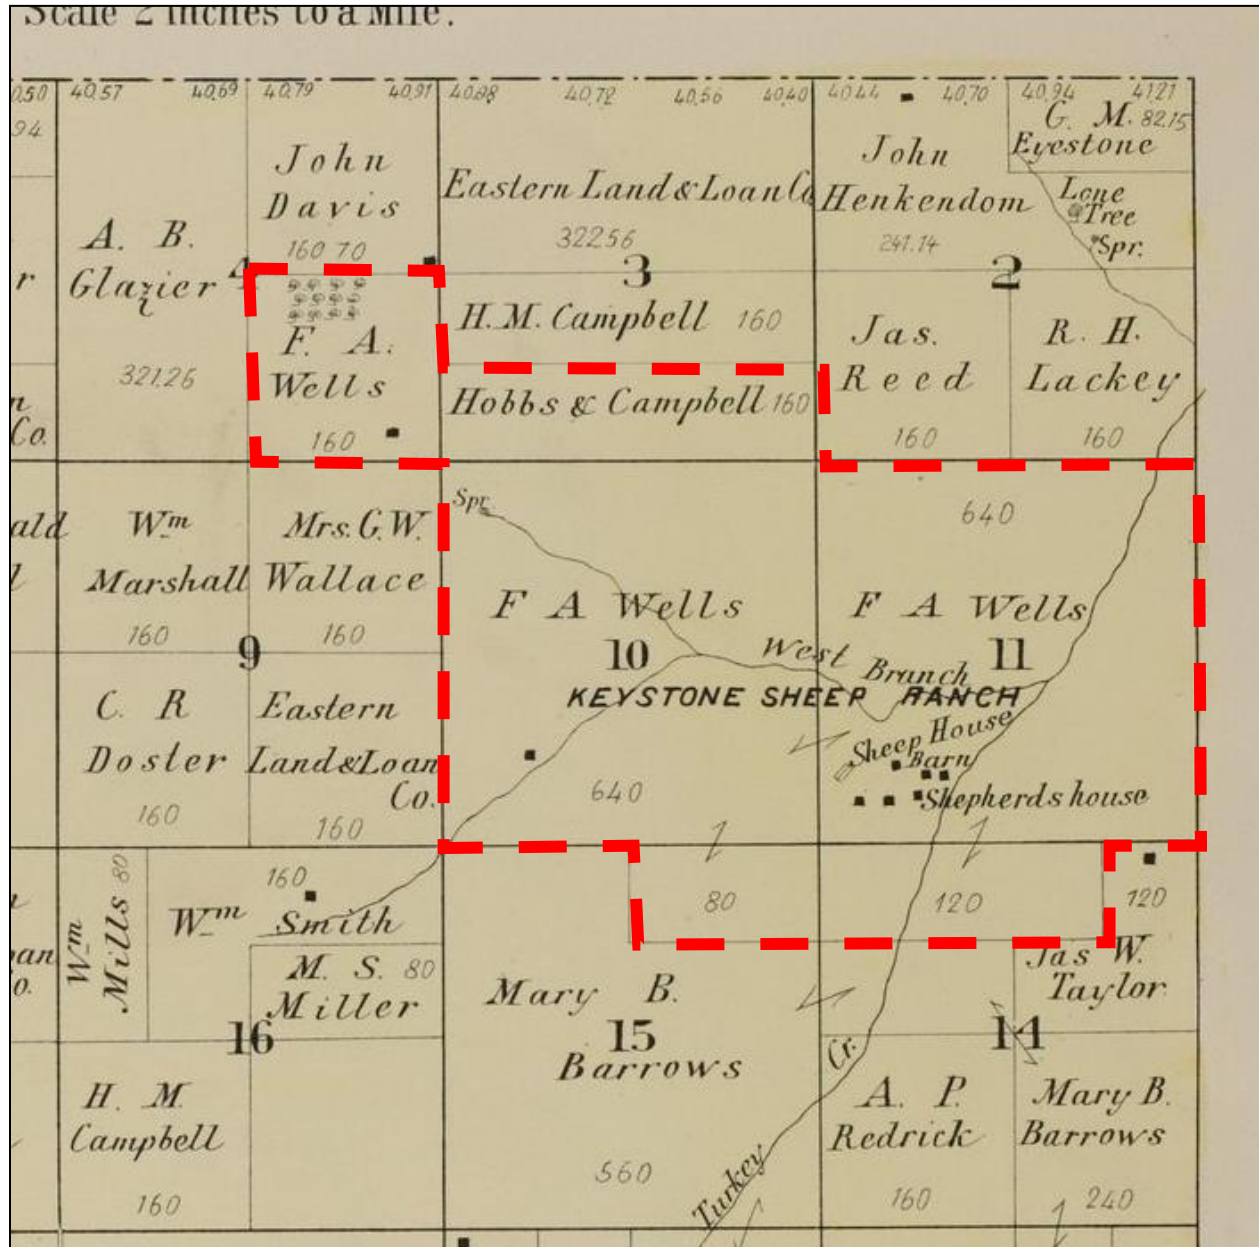 Scale 2 inches to a Mile.
40,57 40,69 40,79 40,91 40.88 40,72 40,56 40,40 40.44 40,70 40,94 41.21
94
G. M. 82.15
Eyestone
John
Davis
160 70
Eastern Land & Loan Co
322.56
John
Henkendom
241.14
Lone
Tree
Spr.
A. B.
Glazier
321.26
4
3
2
r
F. A.
Wells
160
H. M. Campbell 160
Hobbs & Campbell 160
Jas.
Reed
160
R. H.
Lackey
160
n
Co.
ald
l
Wm
Marshall
160
Mrs. G. W.
Wallace
160
Spr.
640
F A Wells
F A Wells
9
10
11
West
Branch
KEYSTONE SHEEP RANCH
C. R
Doster
160
Eastern
Land & Loan
Co.
160
Sheep House
Barn
Shepherds house
640
Wm
Mills 80
160
Wm Smith
M. S. 80
Miller
80
120
120
an
o.
Jas W.
Taylor
Mary B.
Barrows
16
15
14
Cr.
H. M
Campbell
160
560
Turkey
A. P.
Redrick
160
Mary B.
Barrows
240